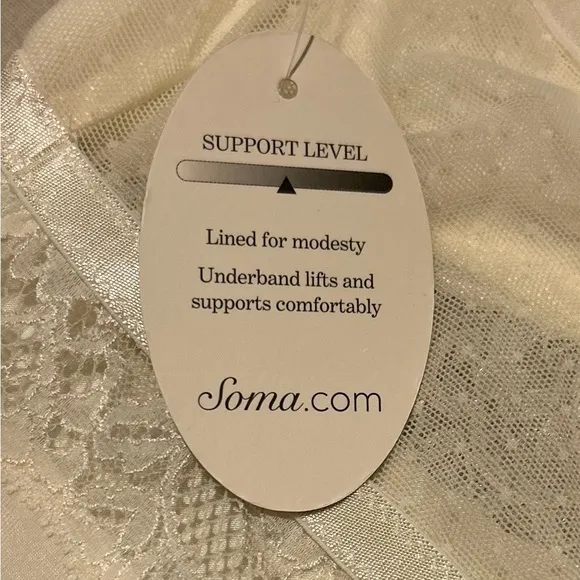 SUPPORT LEVEL
Lined for modesty
Underband lifts and
supports comfortably
Soma.com